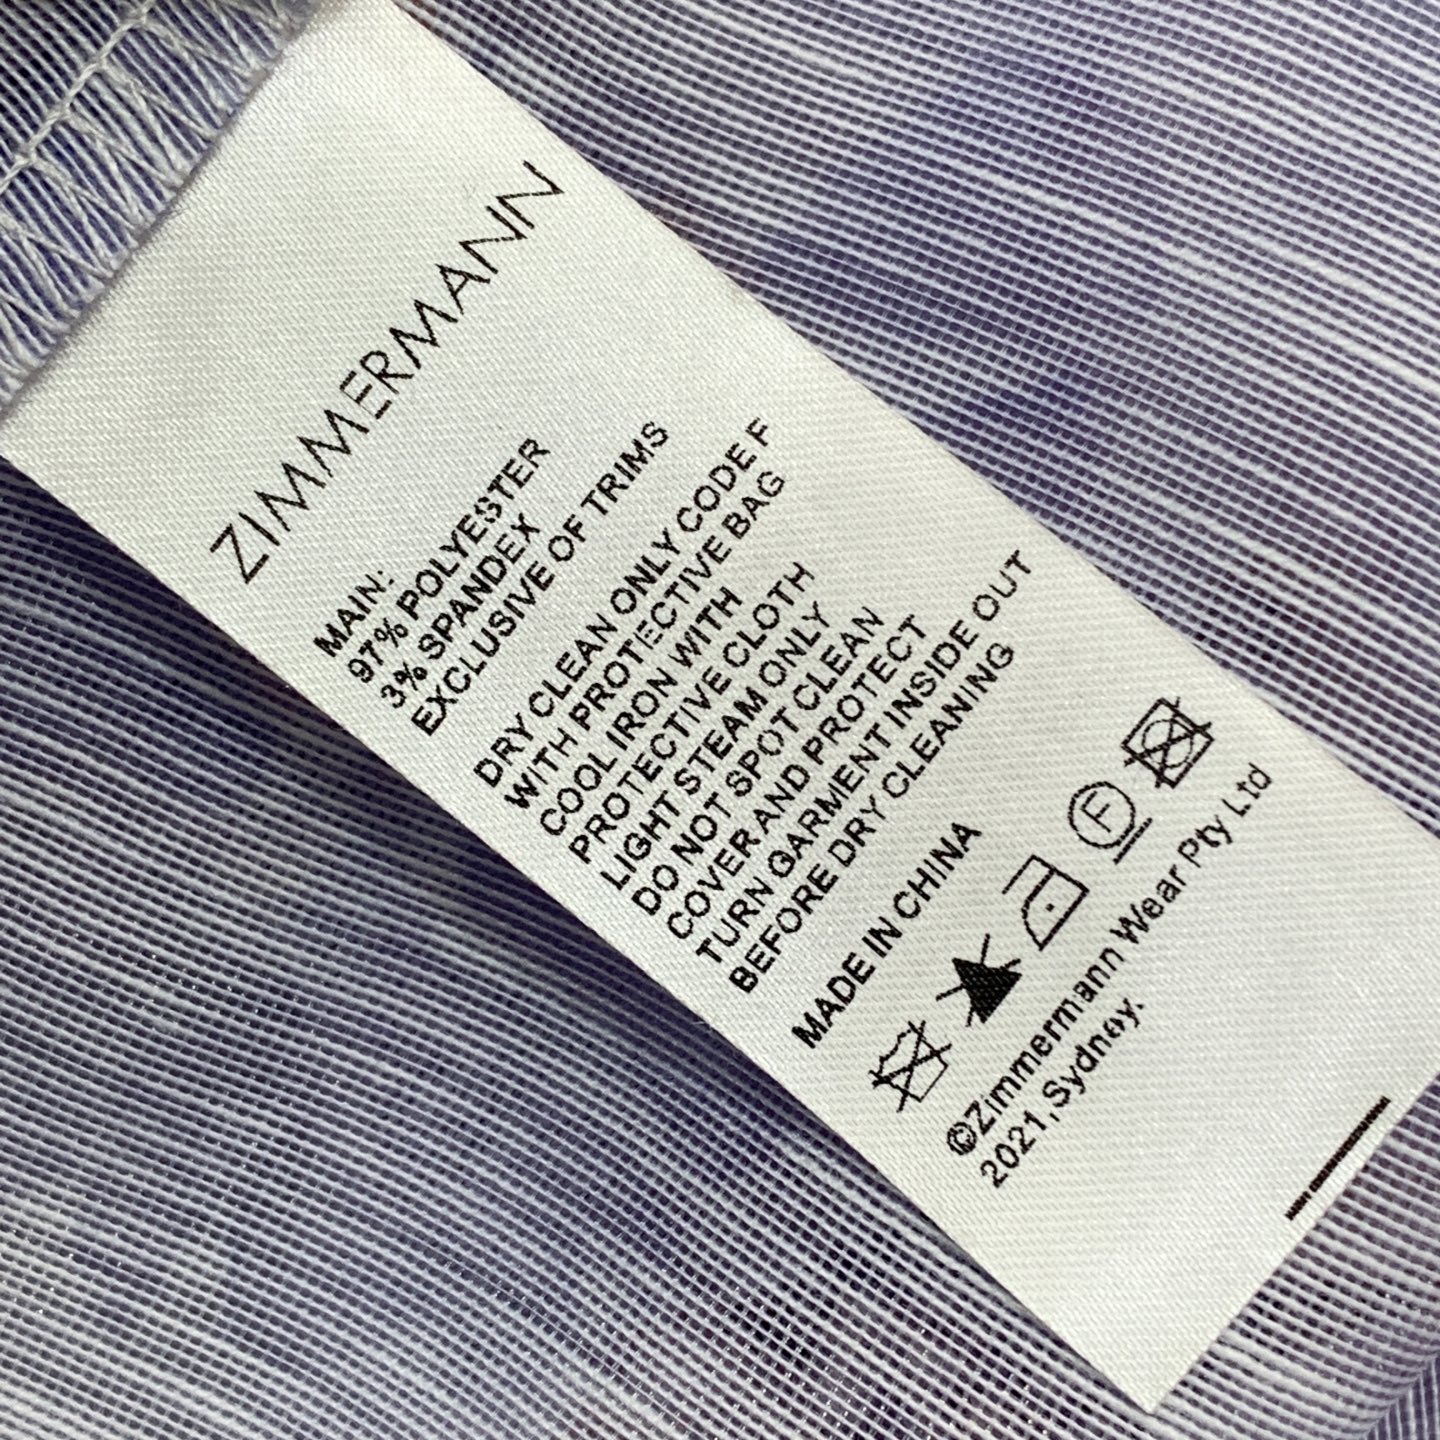 ZIMMERMANN
MAIN:
97% POLYESTER
3% SPANDEX
EXCLUSIVE OF TRIMS
DRY CLEAN ONLY CODE F
WITH PROTECTIVE BAG
COOL IRON WITH
PROTECTIVE CLOTH
LIGHT STEAM ONLY
DO NOT SPOT CLEAN
COVER AND PROTECT
TURN GARMENT INSIDE OUT
BEFORE DRY CLEANING
MADE IN CHINA
F
©Zimmermann Wear Pty Ltd
2021, Sydney.